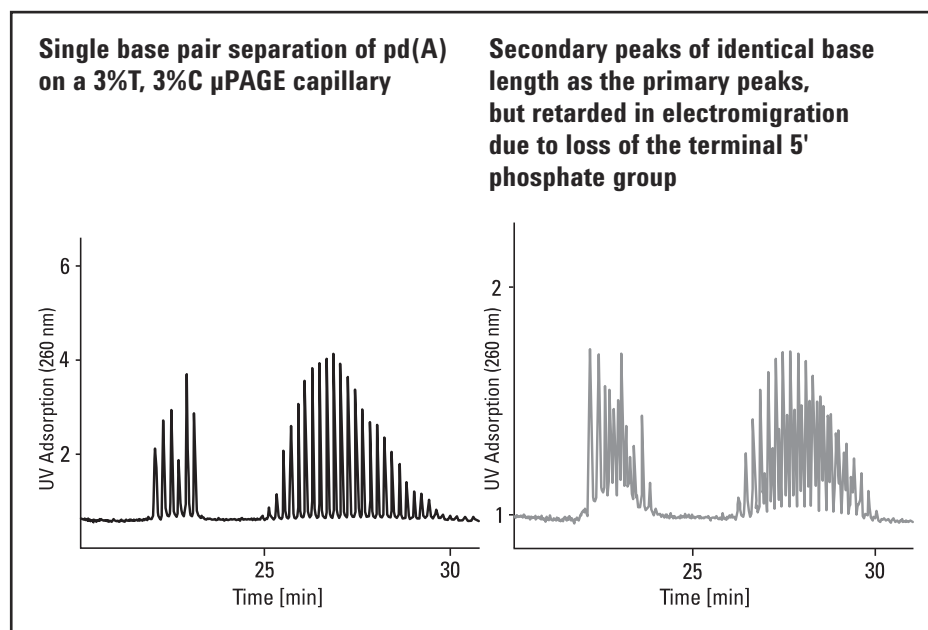 Single base pair separation of pd(A)
on a 3%T, 3%C µPAGE capillary
Secondary peaks of identical base
length as the primary peaks,
but retarded in electromigration
due to loss of the terminal 5'
phosphate group
6
4
2
UV Adsorption (260 nm)
25
30
Time [min]
2
1
UV Adsorption (260 nm)
25
30
Time [min]